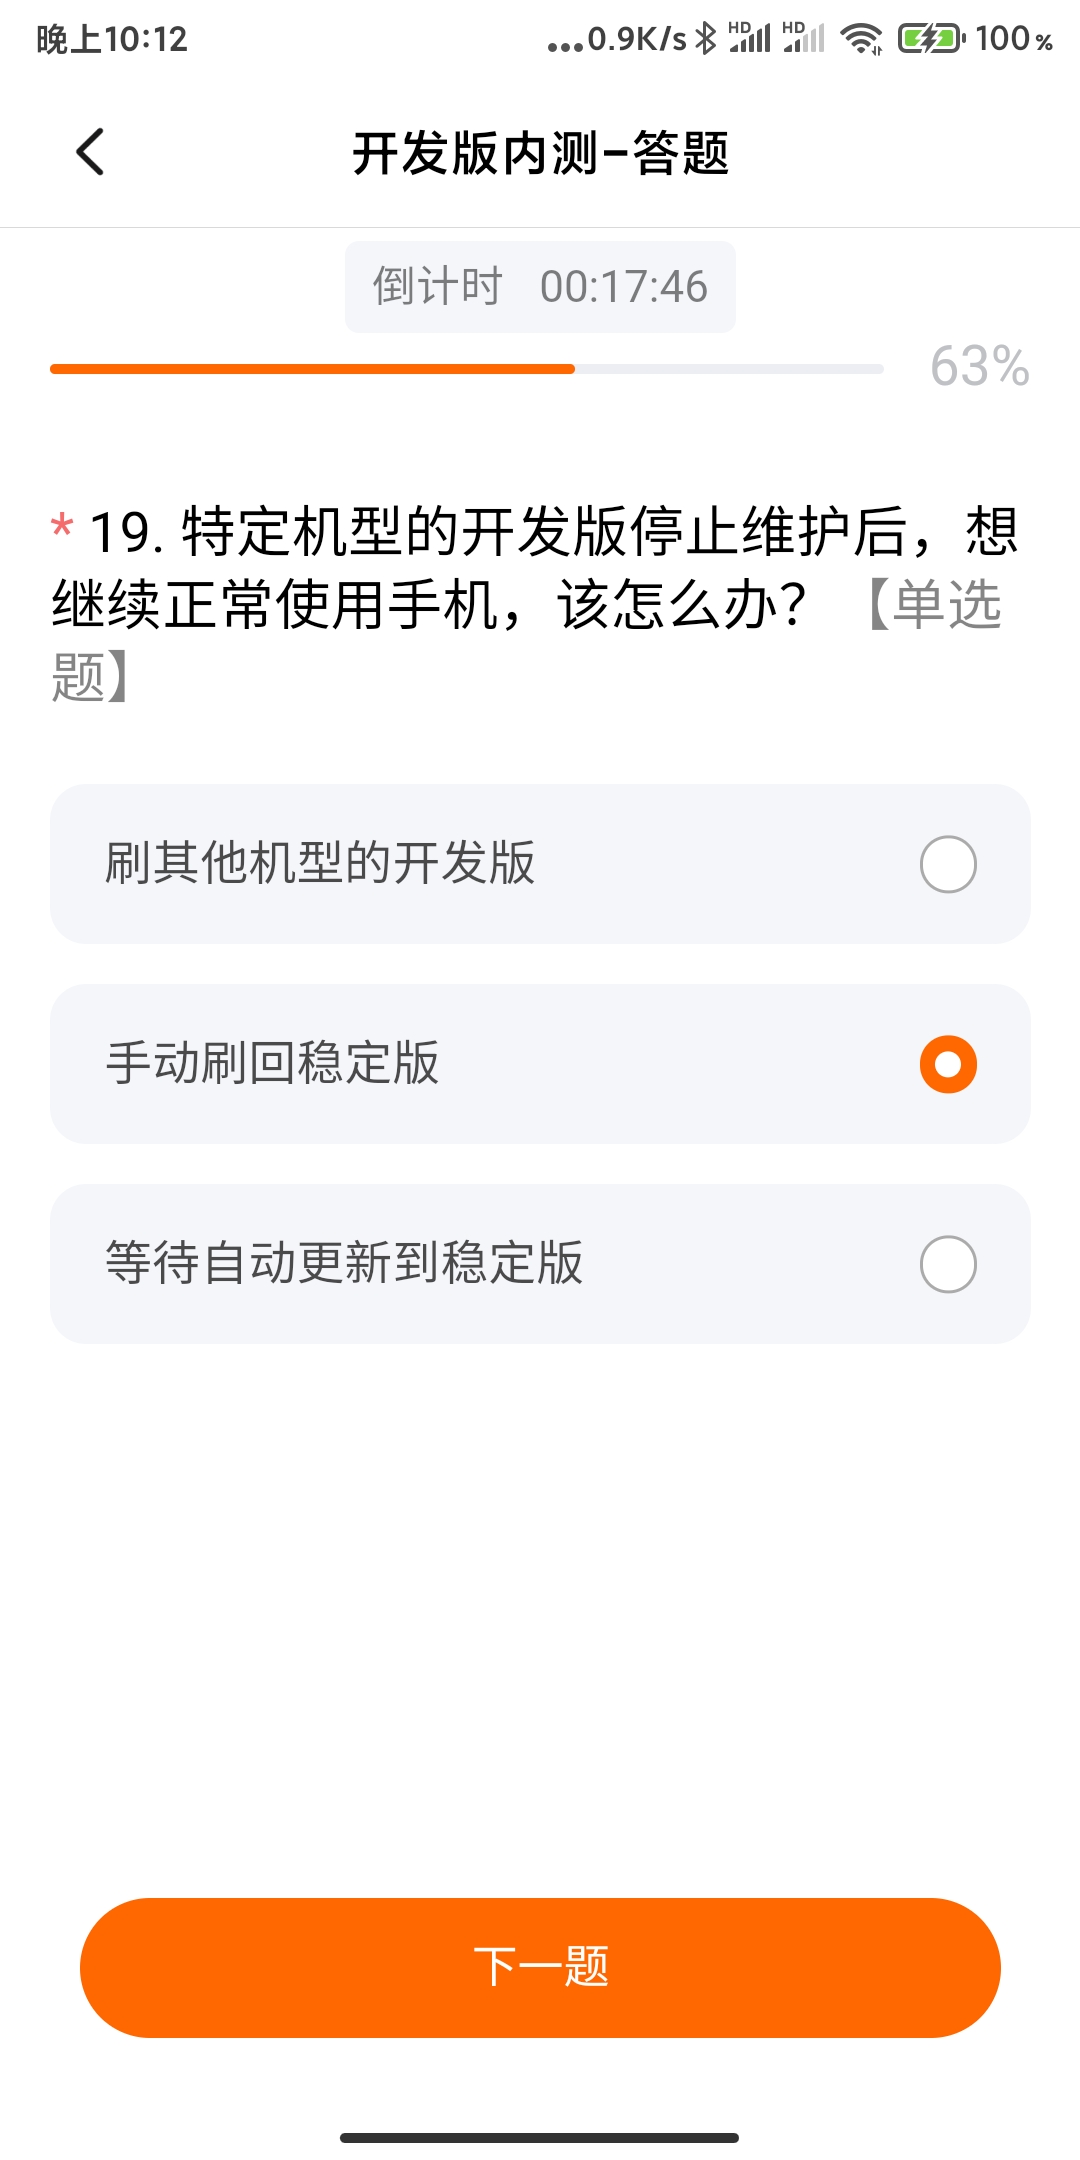 晚上10:12 ...0.9K/s HD HD 100%
开发版内测-答题
倒计时 00:17:46
63%
* 19. 特定机型的开发版停止维护后，想
继续正常使用手机，该怎么办？ 【单选
题】
刷其他机型的开发版
手动刷回稳定版
等待自动更新到稳定版
下一题